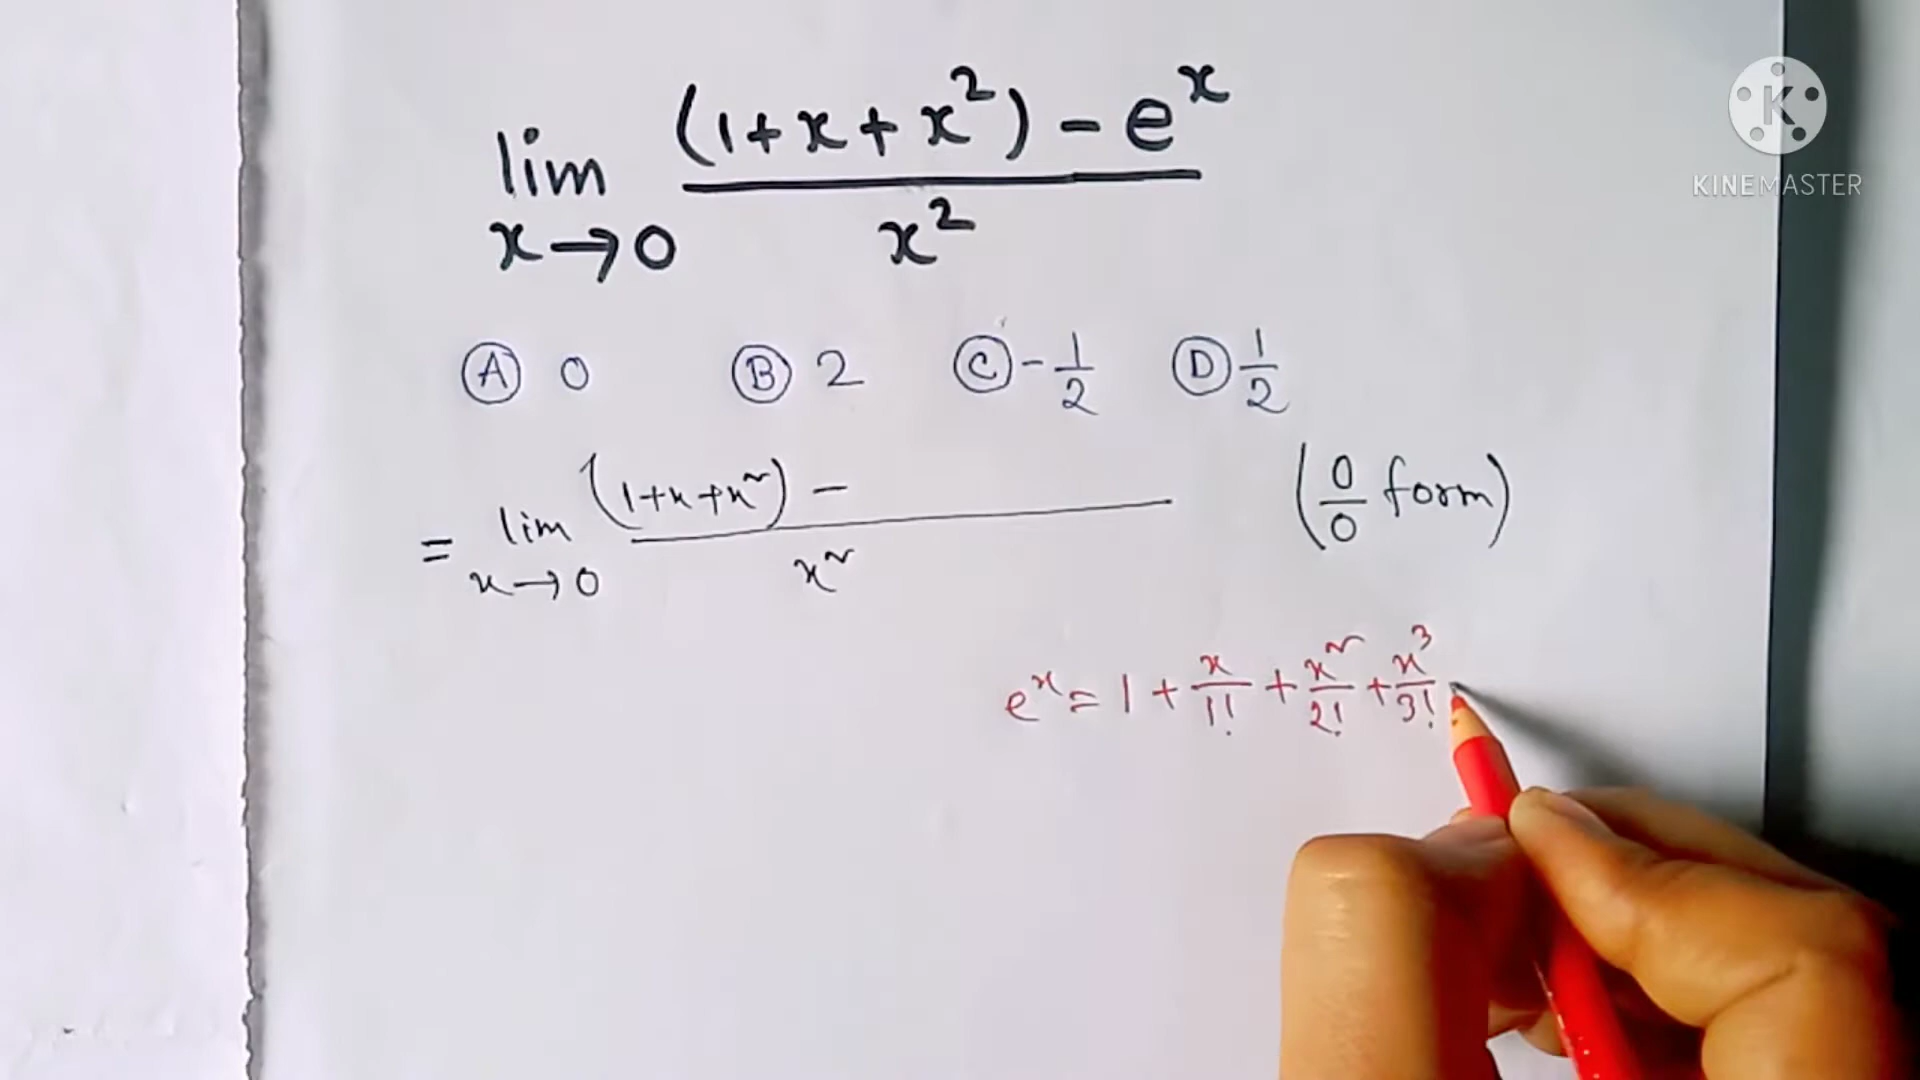 lim x→0 (1+x+x²) - eˣ / x²
KINEMASTER
Ⓐ 0 Ⓑ 2 Ⓒ -1/2 Ⓓ 1/2
= lim x→0 (1+x+x²) - / x² (0/0 form)
eˣ = 1 + x/1! + x²/2! + x³/3!